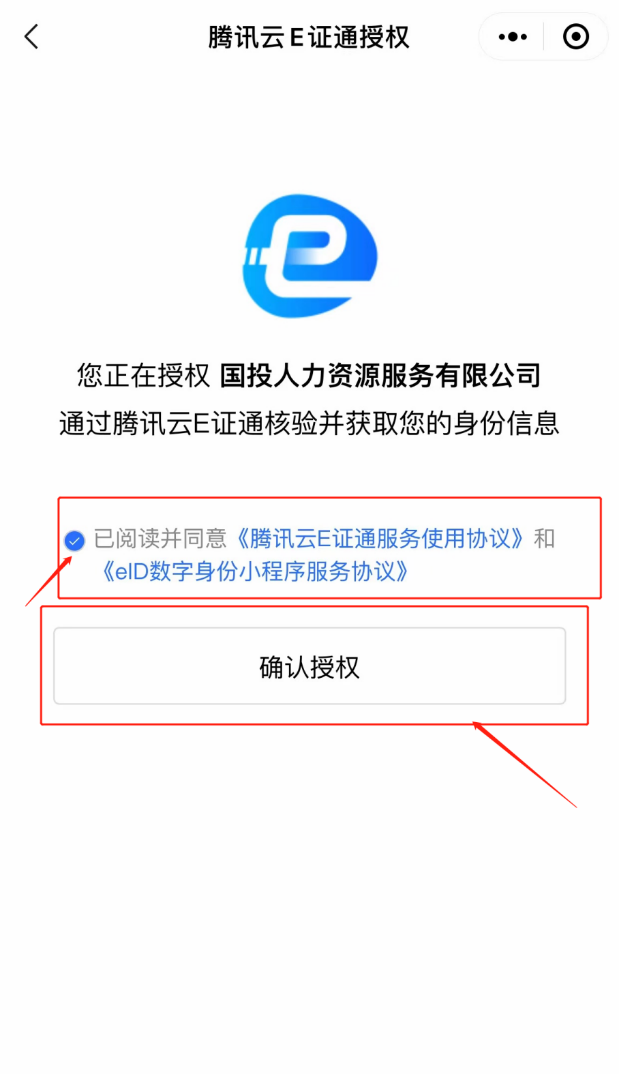 腾讯云E证通授权
您正在授权 国投人力资源服务有限公司
通过腾讯云E证通核验并获取您的身份信息
已阅读并同意《腾讯云E证通服务使用协议》和
《eID数字身份小程序服务协议》
确认授权